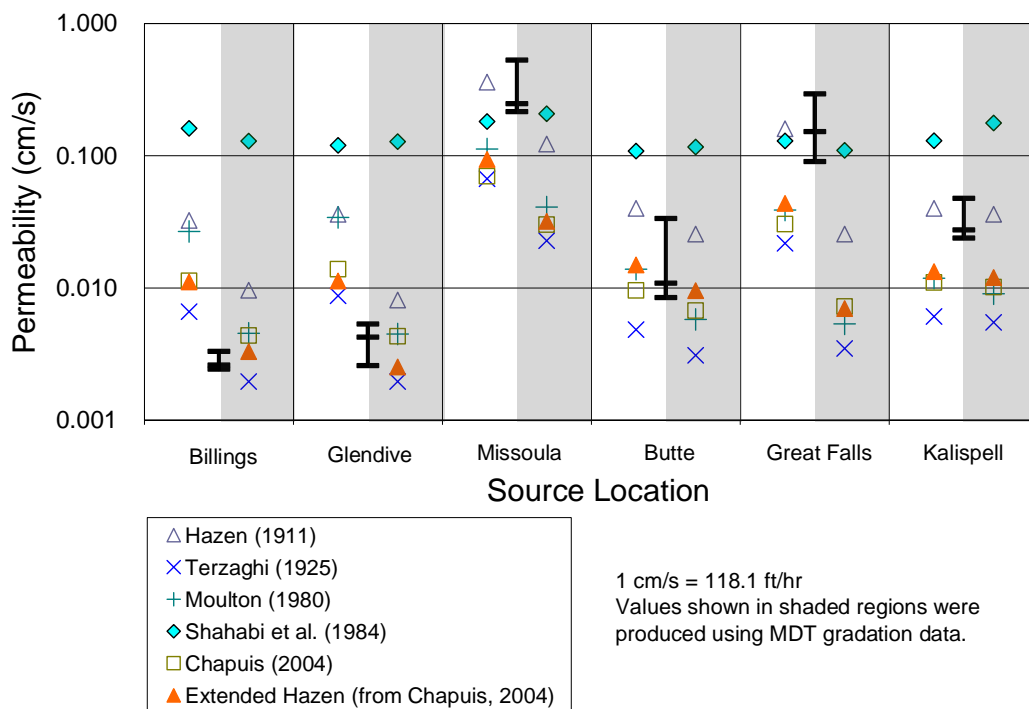 1.000
0.100
0.010
0.001
Permeability (cm/s)
Billings
Glendive
Missoula
Butte
Great Falls
Kalispell
Source Location
Hazen (1911)
Terzaghi (1925)
Moulton (1980)
Shahabi et al. (1984)
Chapuis (2004)
Extended Hazen (from Chapuis, 2004)
1 cm/s = 118.1 ft/hr
Values shown in shaded regions were
produced using MDT gradation data.